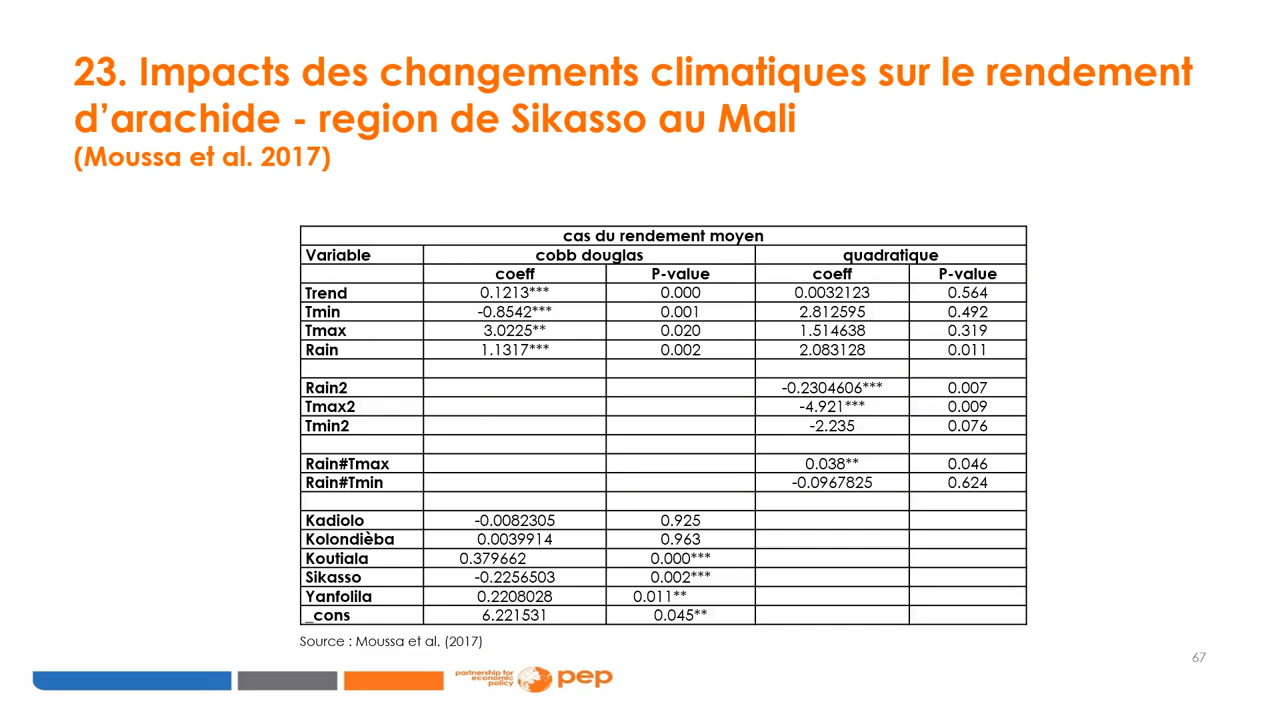 23. Impacts des changements climatiques sur le rendement
d’arachide - region de Sikasso au Mali
(Moussa et al. 2017)
cas du rendement moyen
Variable cobb douglas quadratique
coeff P-value coeff P-value
Trend 0.1213*** 0.000 0.0032123 0.564
Tmin -0.8542*** 0.001 2.812595 0.492
Tmax 3.0225** 0.020 1.514638 0.319
Rain 1.1317*** 0.002 2.083128 0.011
Rain2 -0.2304606*** 0.007
Tmax2 -4.921*** 0.009
Tmin2 -2.235 0.076
Rain#Tmax 0.038** 0.046
Rain#Tmin -0.0967825 0.624
Kadiolo -0.0082305 0.925
Kolondièba 0.0039914 0.963
Koutiala 0.379662 0.000***
Sikasso -0.2256503 0.002***
Yanfolila 0.2208028 0.011**
_cons 6.221531 0.045**
Source : Moussa et al. (2017)
67
partnership for
economic
policy
pep